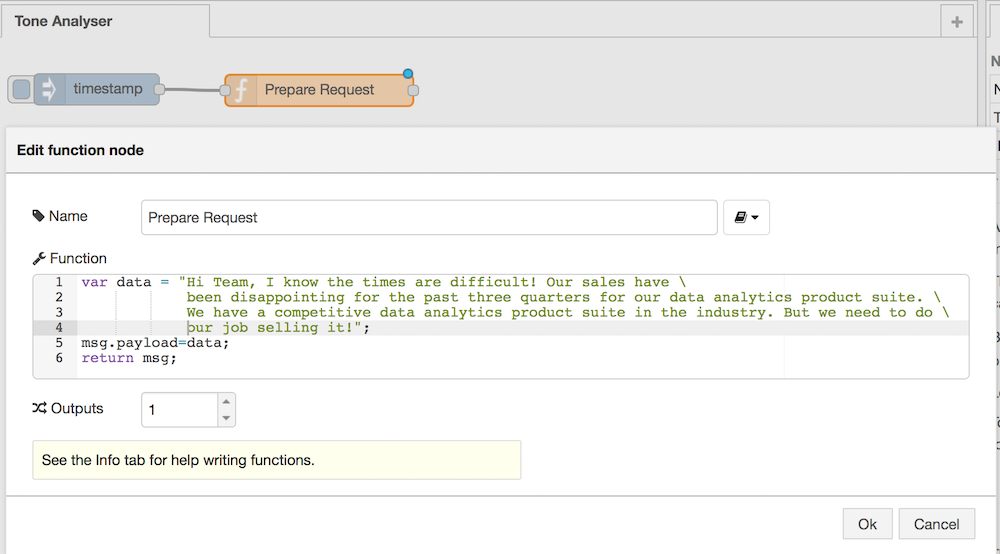 Tone Analyser
+
timestamp
f Prepare Request
Edit function node
Name
Prepare Request
Function
1 var data = "Hi Team, I know the times are difficult! Our sales have \
2 been disappointing for the past three quarters for our data analytics product suite. \
3 We have a competitive data analytics product suite in the industry. But we need to do \
4 our job selling it!";
5 msg.payload=data;
6 return msg;
Outputs
1
See the Info tab for help writing functions.
Ok
Cancel